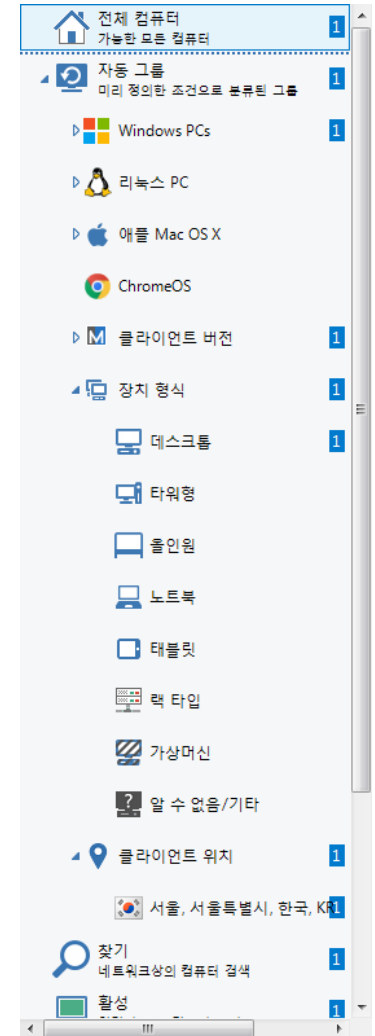 전체 컴퓨터 1
가능한 모든 컴퓨터
자동 그룹 1
미리 정의한 조건으로 분류된 그룹
Windows PCs 1
리눅스 PC
애플 Mac OS X
ChromeOS
클라이언트 버전 1
장치 형식 1
데스크톱 1
타워형
올인원
노트북
태블릿
랙 타입
가상머신
알 수 없음/기타
클라이언트 위치 1
서울, 서울특별시, 한국, KR 1
찾기 1
네트워크상의 컴퓨터 검색
활성 1